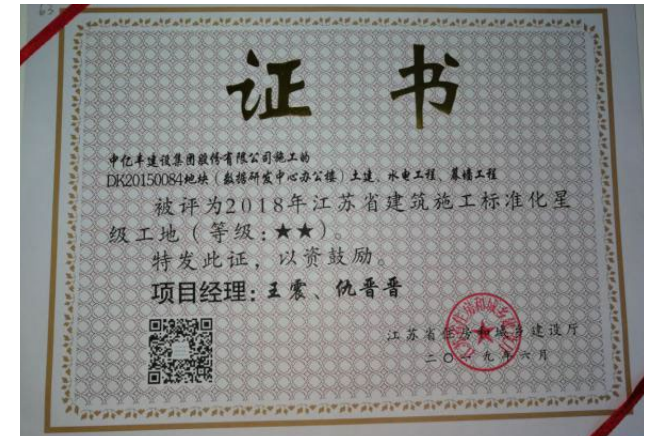 63
证书
中亿丰建设集团股份有限公司施工的
DK20150084地块(数据研发中心办公楼)土建、水电工程、幕墙工程
被评为2018年江苏省建筑施工标准化星
级工地(等级:★★)。
特发此证，以资鼓励。
项目经理:王震、仇晋晋
江苏省住房和城乡建设厅
二〇一九年六月